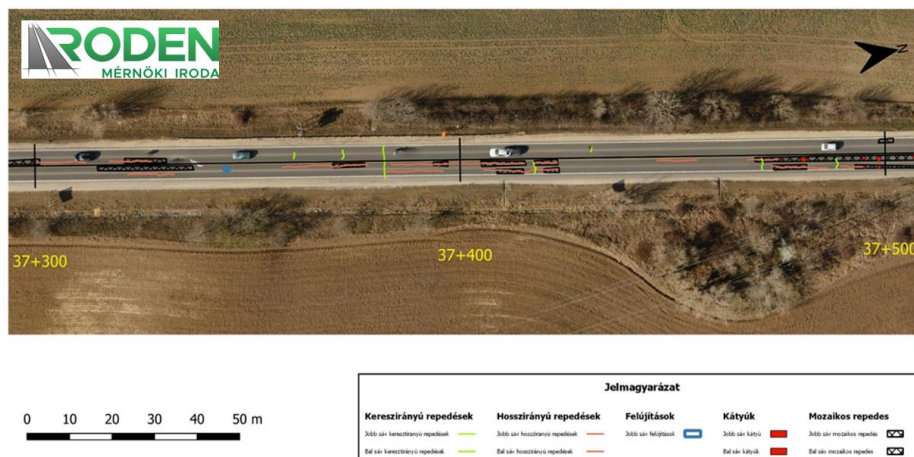 RODEN
MÉRNÖKI IRODA
N
37+300
37+400
37+500
0 10 20 30 40 50 m
Jelmagyarázat
Keresztirányú repedések Hosszirányú repedések Felújítások Kátyúk Mozaikos repedes
Jobb sáv keresztirányú repedések Jobb sáv hosszirányú repedések Jobb sáv felújítások Jobb sáv kátyú Jobb sáv mozaikos repedés
Bal sáv keresztirányú repedések Bal sáv hosszirányú repedések Bal sáv kátyúk Bal sáv mozaikos repedes